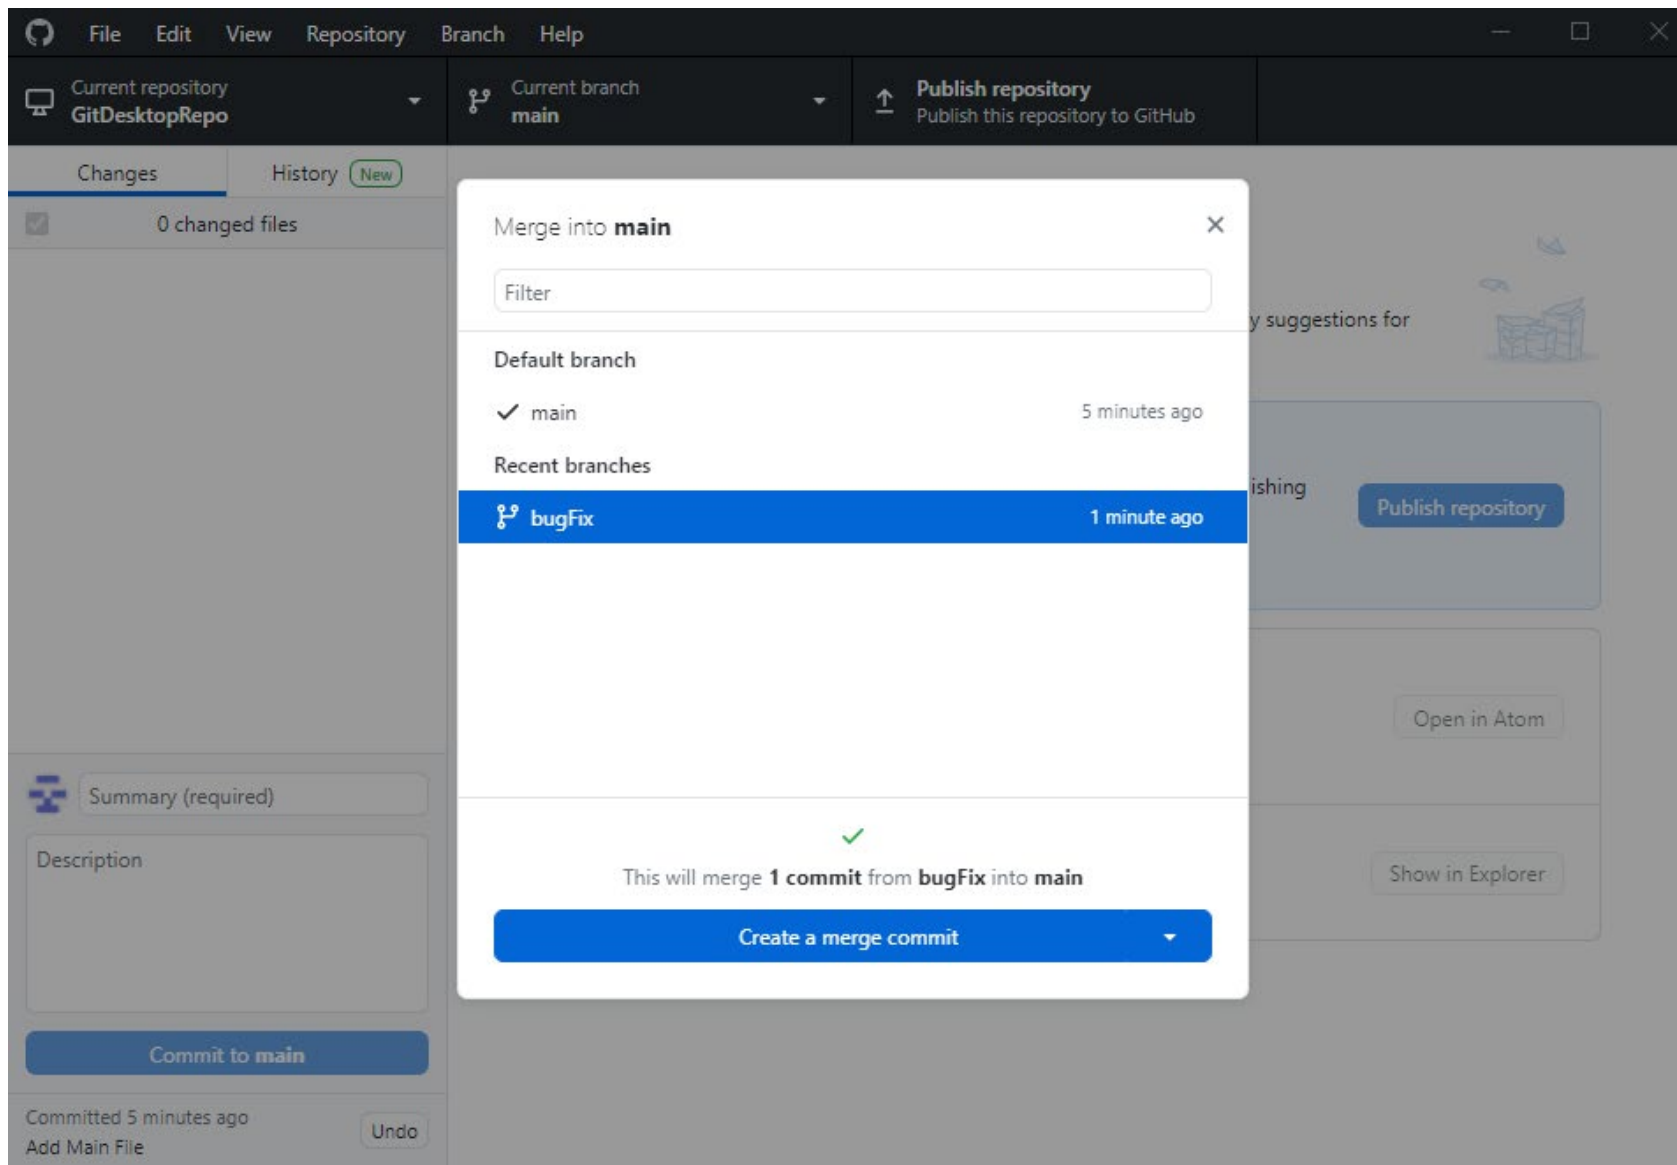 File Edit View Repository Branch Help
Current repository
GitDesktopRepo
Current branch
main
Publish repository
Publish this repository to GitHub
Changes
History New
0 changed files
Merge into main
Filter
y suggestions for
Default branch
main 5 minutes ago
Recent branches
ishing
Publish repository
bugFix 1 minute ago
Open in Atom
Summary (required)
Description
This will merge 1 commit from bugFix into main
Show in Explorer
Create a merge commit
Commit to main
Committed 5 minutes ago
Add Main File
Undo